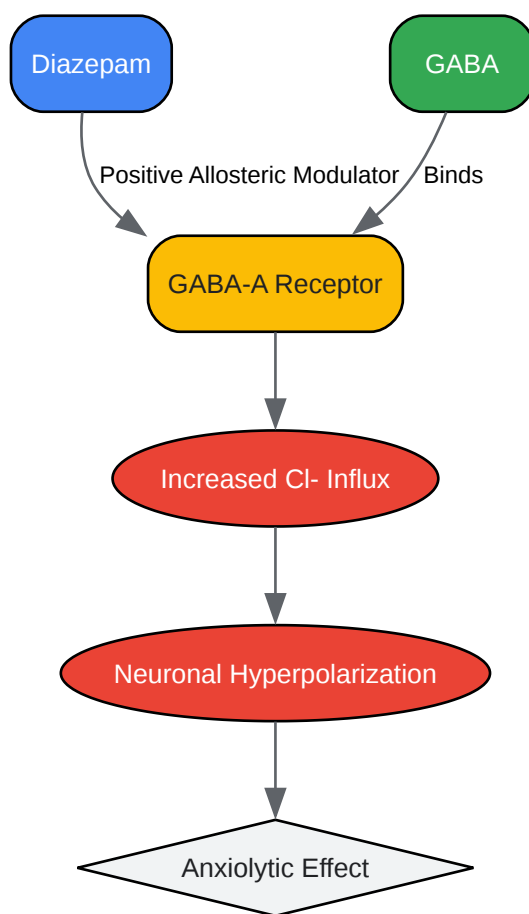 Diazepam
GABA
Positive Allosteric Modulator
Binds
GABA-A Receptor
Increased Cl- Influx
Neuronal Hyperpolarization
Anxiolytic Effect